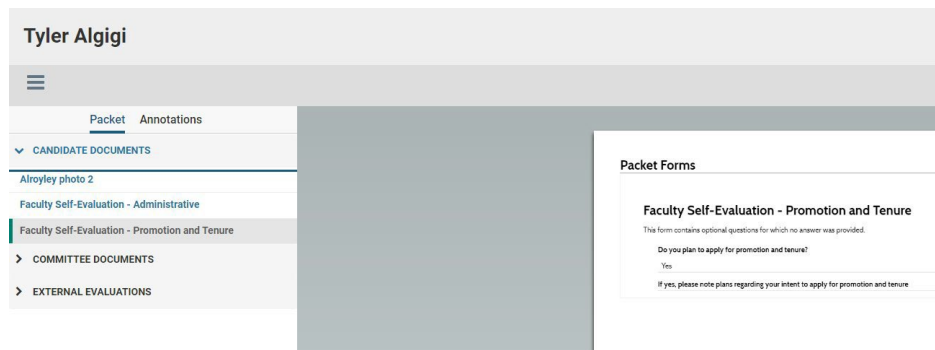 Tyler Algigi
Packet Annotations
CANDIDATE DOCUMENTS
Alroyley photo 2
Faculty Self-Evaluation - Administrative
Faculty Self-Evaluation - Promotion and Tenure
COMMITTEE DOCUMENTS
EXTERNAL EVALUATIONS
Packet Forms
Faculty Self-Evaluation - Promotion and Tenure
This form contains optional questions for which no answer was provided.
Do you plan to apply for promotion and tenure?
Yes
If yes, please note plans regarding your intent to apply for promotion and tenure